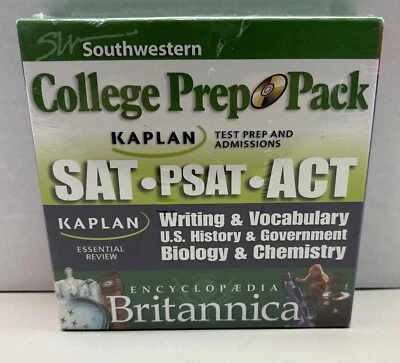 SW
Southwestern
College Prep Pack
KAPLAN TEST PREP AND
ADMISSIONS
SAT • PSAT • ACT
KAPLAN
ESSENTIAL
REVIEW
Writing & Vocabulary
U.S. History & Government
Biology & Chemistry
ENCYCLOPÆDIA
Britannica